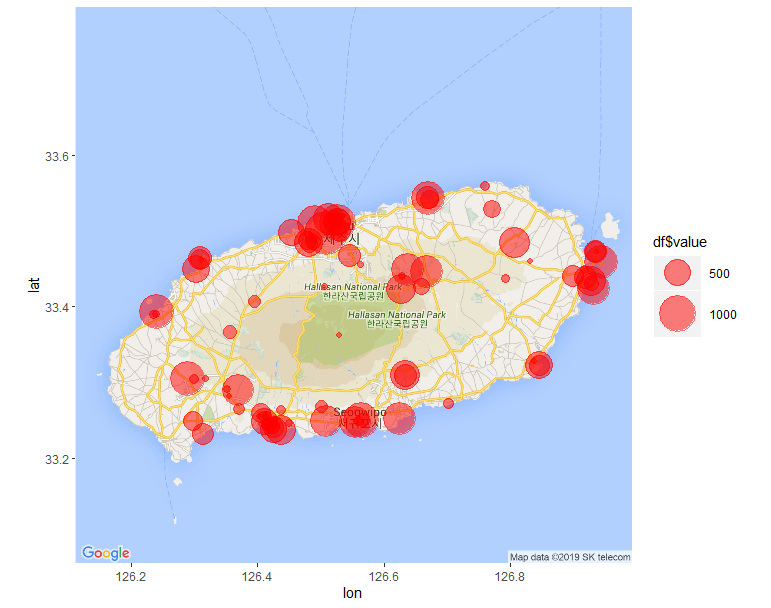 33.6
33.4
33.2
lat
Hallasan National Park
한라산국립공원
Hallasan National Park
한라산국립공원
Seogwipo
Google
Map data ©2019 SK telecom
126.2
126.4
126.6
126.8
lon
df$value
500
1000